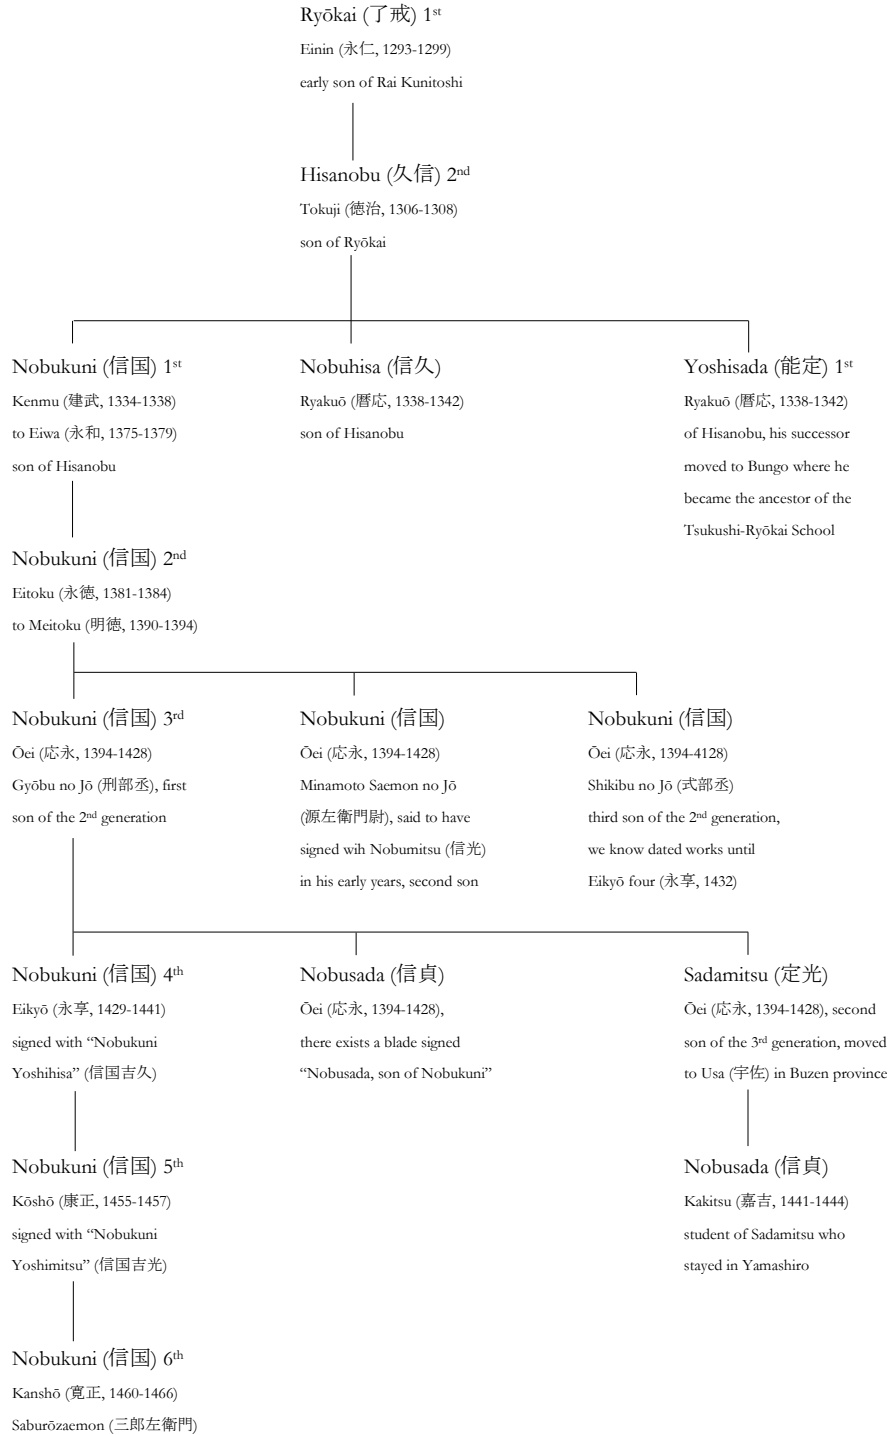 Ryōkai (了戒) 1st
Einin (永仁, 1293-1299)
early son of Rai Kunitoshi
Hisanobu (久信) 2nd
Tokuji (徳治, 1306-1308)
son of Ryōkai
Nobukuni (信国) 1st
Kenmu (建武, 1334-1338)
to Eiwa (永和, 1375-1379)
son of Hisanobu
Nobuhisa (信久)
Ryakuō (暦応, 1338-1342)
son of Hisanobu
Yoshisada (能定) 1st
Ryakuō (暦応, 1338-1342)
of Hisanobu, his successor
moved to Bungo where he
became the ancestor of the
Tsukushi-Ryōkai School
Nobukuni (信国) 2nd
Eitoku (永徳, 1381-1384)
to Meitoku (明徳, 1390-1394)
Nobukuni (信国) 3rd
Ōei (応永, 1394-1428)
Gyōbu no Jō (刑部丞), first
son of the 2nd generation
Nobukuni (信国)
Ōei (応永, 1394-1428)
Minamoto Saemon no Jō
(源左衛門尉), said to have
signed wih Nobumitsu (信光)
in his early years, second son
Nobukuni (信国)
Ōei (応永, 1394-4128)
Shikibu no Jō (式部丞)
third son of the 2nd generation,
we know dated works until
Eikyō four (永享, 1432)
Nobukuni (信国) 4th
Eikyō (永享, 1429-1441)
signed with “Nobukuni
Yoshihisa” (信国吉久)
Nobusada (信貞)
Ōei (応永, 1394-1428),
there exists a blade signed
“Nobusada, son of Nobukuni”
Sadamitsu (定光)
Ōei (応永, 1394-1428), second
son of the 3rd generation, moved
to Usa (宇佐) in Buzen province
Nobukuni (信国) 5th
Kōshō (康正, 1455-1457)
signed with “Nobukuni
Yoshimitsu” (信国吉光)
Nobusada (信貞)
Kakitsu (嘉吉, 1441-1444)
student of Sadamitsu who
stayed in Yamashiro
Nobukuni (信国) 6th
Kanshō (寛正, 1460-1466)
Saburōzaemon (三郎左衛門)